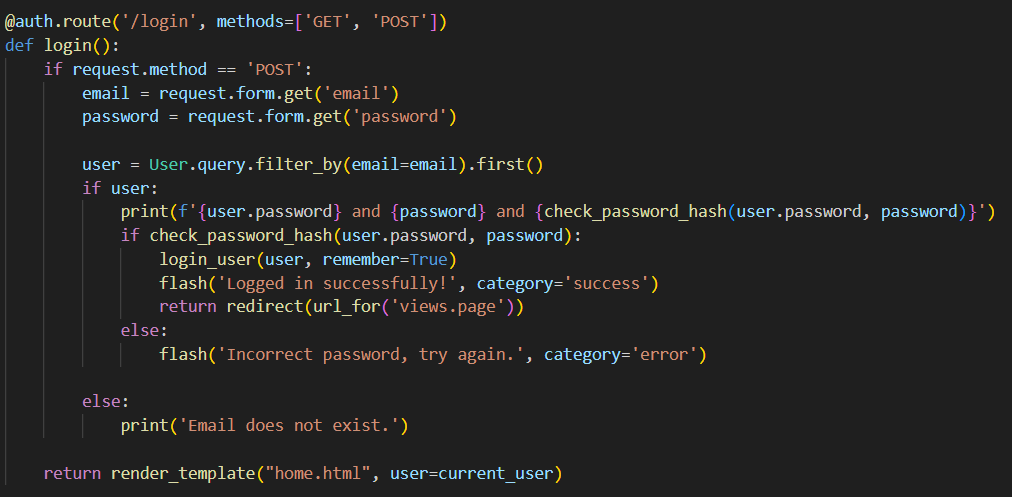 @auth.route('/login', methods=['GET', 'POST'])
def login():
    if request.method == 'POST':
        email = request.form.get('email')
        password = request.form.get('password')

        user = User.query.filter_by(email=email).first()
        if user:
            print(f'{user.password} and {password} and {check_password_hash(user.password, password)}')
            if check_password_hash(user.password, password):
                login_user(user, remember=True)
                flash('Logged in successfully!', category='success')
                return redirect(url_for('views.page'))
            else:
                flash('Incorrect password, try again.', category='error')

        else:
            print('Email does not exist.')

    return render_template("home.html", user=current_user)